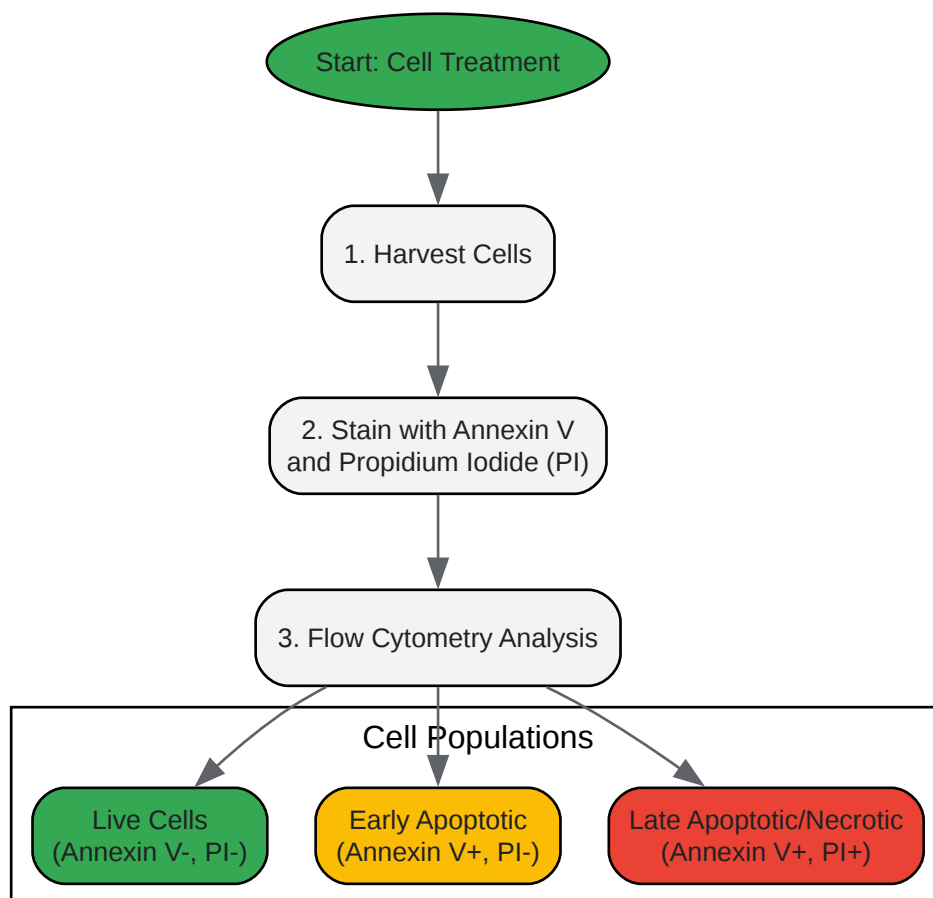 Start: Cell Treatment
1. Harvest Cells
2. Stain with Annexin V
and Propidium Iodide (PI)
3. Flow Cytometry Analysis
Cell Populations
Live Cells
(Annexin V-, PI-)
Early Apoptotic
(Annexin V+, PI-)
Late Apoptotic/Necrotic
(Annexin V+, PI+)